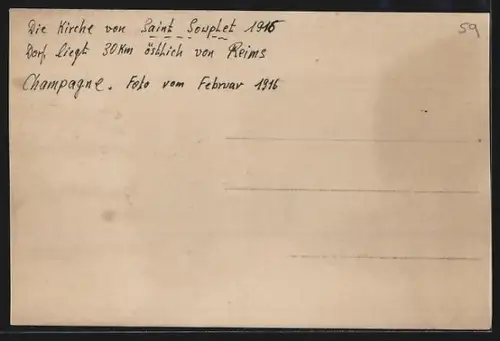 Die Kirche von Saint Souplet 1916
59
Dorf liegt 30 Km östlich von Reims
Champagne. Foto vom Februar 1916